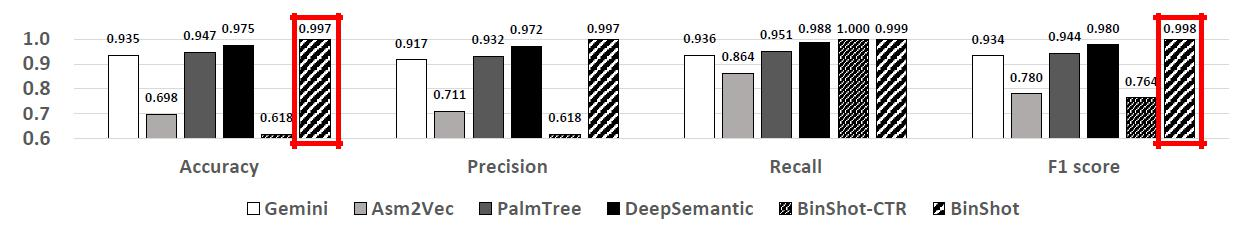 0.935 0.698 0.947 0.975 0.618 0.997 0.917 0.711 0.932 0.972 0.618 0.997 0.936 0.864 0.951 0.988 1.000 0.999 0.934 0.780 0.944 0.980 0.764 0.998
1.0
0.9
0.8
0.7
0.6
Accuracy Precision Recall F1 score
Gemini Asm2Vec PalmTree DeepSemantic BinShot-CTR BinShot